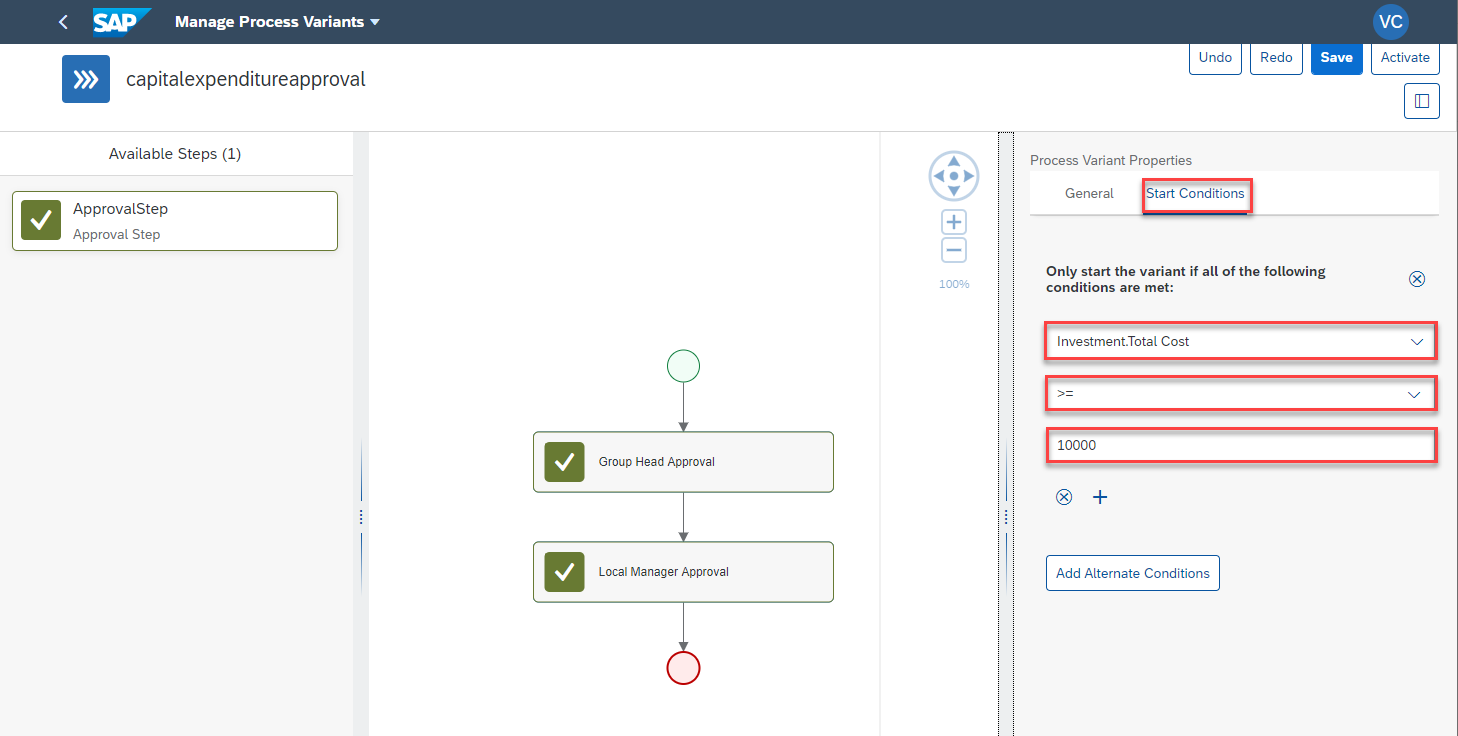 SAP Manage Process Variants
VC
capitalexpenditureapproval
Undo Redo Save Activate
Available Steps (1)
ApprovalStep
Approval Step
100%
Group Head Approval
Local Manager Approval
Process Variant Properties
General Start Conditions
Only start the variant if all of the following
conditions are met:
Investment.Total Cost
>=
10000
Add Alternate Conditions